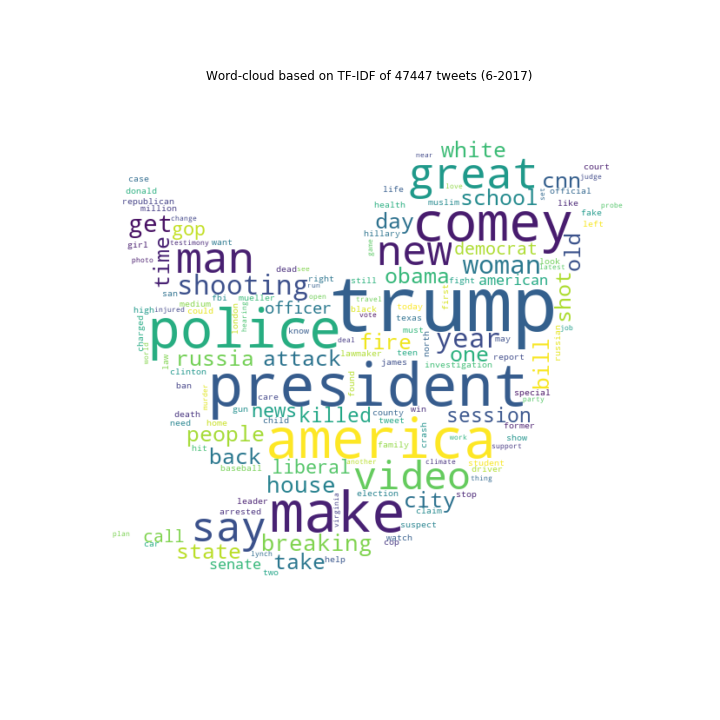 Word-cloud based on TF-IDF of 47447 tweets (6-2017)
near
white
court
case
great
love
cnn
judge
donald
life
set
official
republican
health
muslim
school
like
probe
million
comey
fake
get
change
day
left
gop
hillary
girl
testimony
want
new
game
democrat
old
time
man
woman
look
photo
dead
see
obama
latest
shooting
right
still
fight
american
san
run
trump
shot
fbi
mueller
open
travel
first
medium
high
injured
could
officer
black
today
charged
london
hearing
vote
texas
job
police
know
must
north
year
may
russian
world
deal
fire
one
report
law
russia
attack
lawmaker
teen
bill
clinton
james
investigation
president
found
ban
care
win
special
murder
party
death
gun
news
killed
county
session
former
need
home
child
tweet
people
america
crash
work
show
hit
family
support
back
liberal
another
climate
student
baseball
video
driver
house
thing
leader
make
election
city
stop
arrested
virginia
claim
say
suspect
plan
call
breaking
watch
car
state
cop
lynch
senate
take
help
two